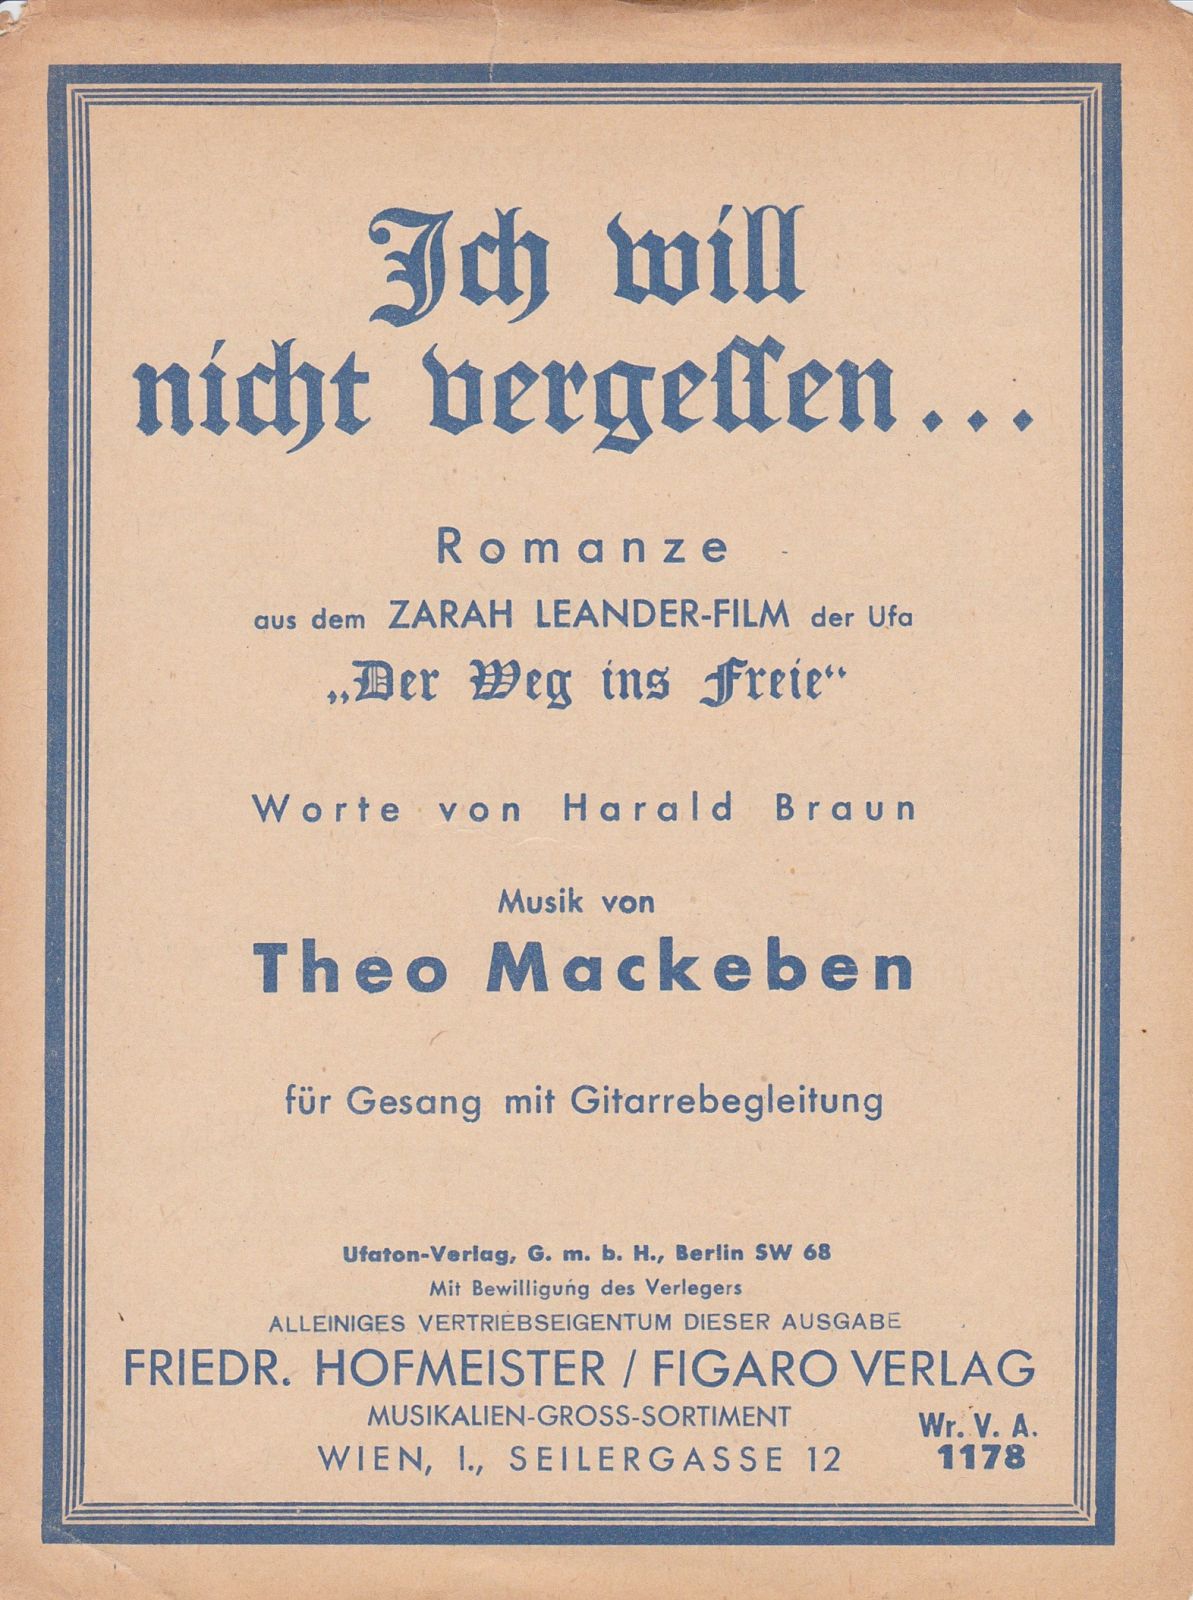 Ich will
nicht vergessen...
Romanze
aus dem ZARAH LEANDER-FILM der Ufa
„Der Weg ins Freie“
Worte von Harald Braun
Musik von
Theo Mackeben
für Gesang mit Gitarrebegleitung
Ufaton-Verlag, G. m. b. H., Berlin SW 68
Mit Bewilligung des Verlegers
ALLEINIGES VERTRIEBSEIGENTUM DIESER AUSGABE
FRIEDR. HOFMEISTER / FIGARO VERLAG
MUSIKALIEN-GROSS-SORTIMENT
WIEN, I., SEILERGASSE 12
Wr. V. A.
1178